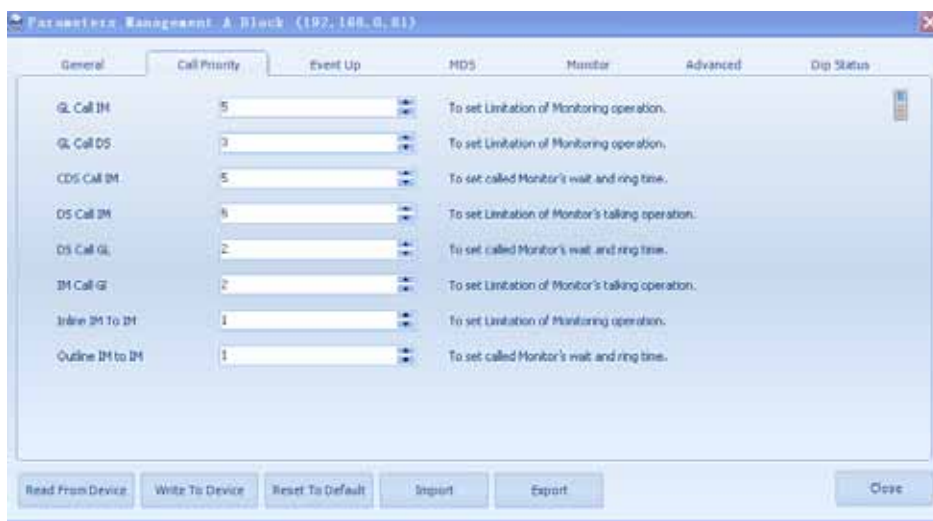 Parameters Management A Block (192.168.0.81)
General Call Priority Event Up MDS Monitor Advanced Dip Status
GL Call IM 5 To set Limitation of Monitoring operation.
GL Call DS 3 To set Limitation of Monitoring operation.
CDS Call IM 5 To set called Monitor's wait and ring time.
DS Call IM 6 To set Limitation of Monitor's talking operation.
DS Call GL 2 To set called Monitor's wait and ring time.
IM Call Gl 2 To set Limitation of Monitor's talking operation.
Inline IM To IM 1 To set Limitation of Monitoring operation.
Outline IM to IM 1 To set called Monitor's wait and ring time.
Read From Device Write To Device Reset To Default Import Export Close